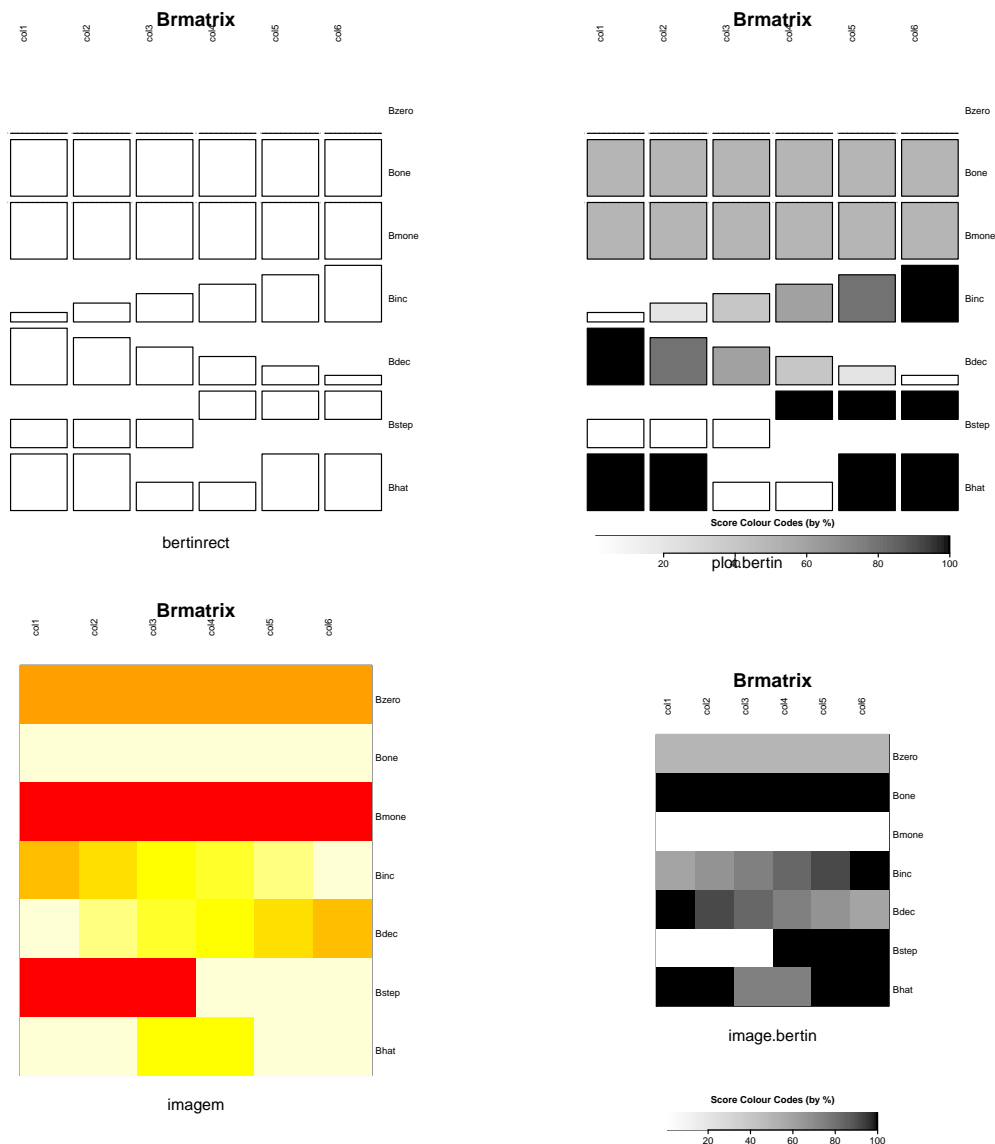 Brmatrix
col1 col2 col3 col4 col5 col6
Bzero
Bone
Bmone
Binc
Bdec
Bstep
Bhat
bertinrect
Brmatrix
col1 col2 col3 col4 col5 col6
Bzero
Bone
Bmone
Binc
Bdec
Bstep
Bhat
Score Colour Codes (by %)
20 40 60 80 100
plot.bertin
Brmatrix
col1 col2 col3 col4 col5 col6
Bzero
Bone
Bmone
Binc
Bdec
Bstep
Bhat
imagem
Brmatrix
col1 col2 col3 col4 col5 col6
Bzero
Bone
Bmone
Binc
Bdec
Bstep
Bhat
image.bertin
Score Colour Codes (by %)
20 40 60 80 100